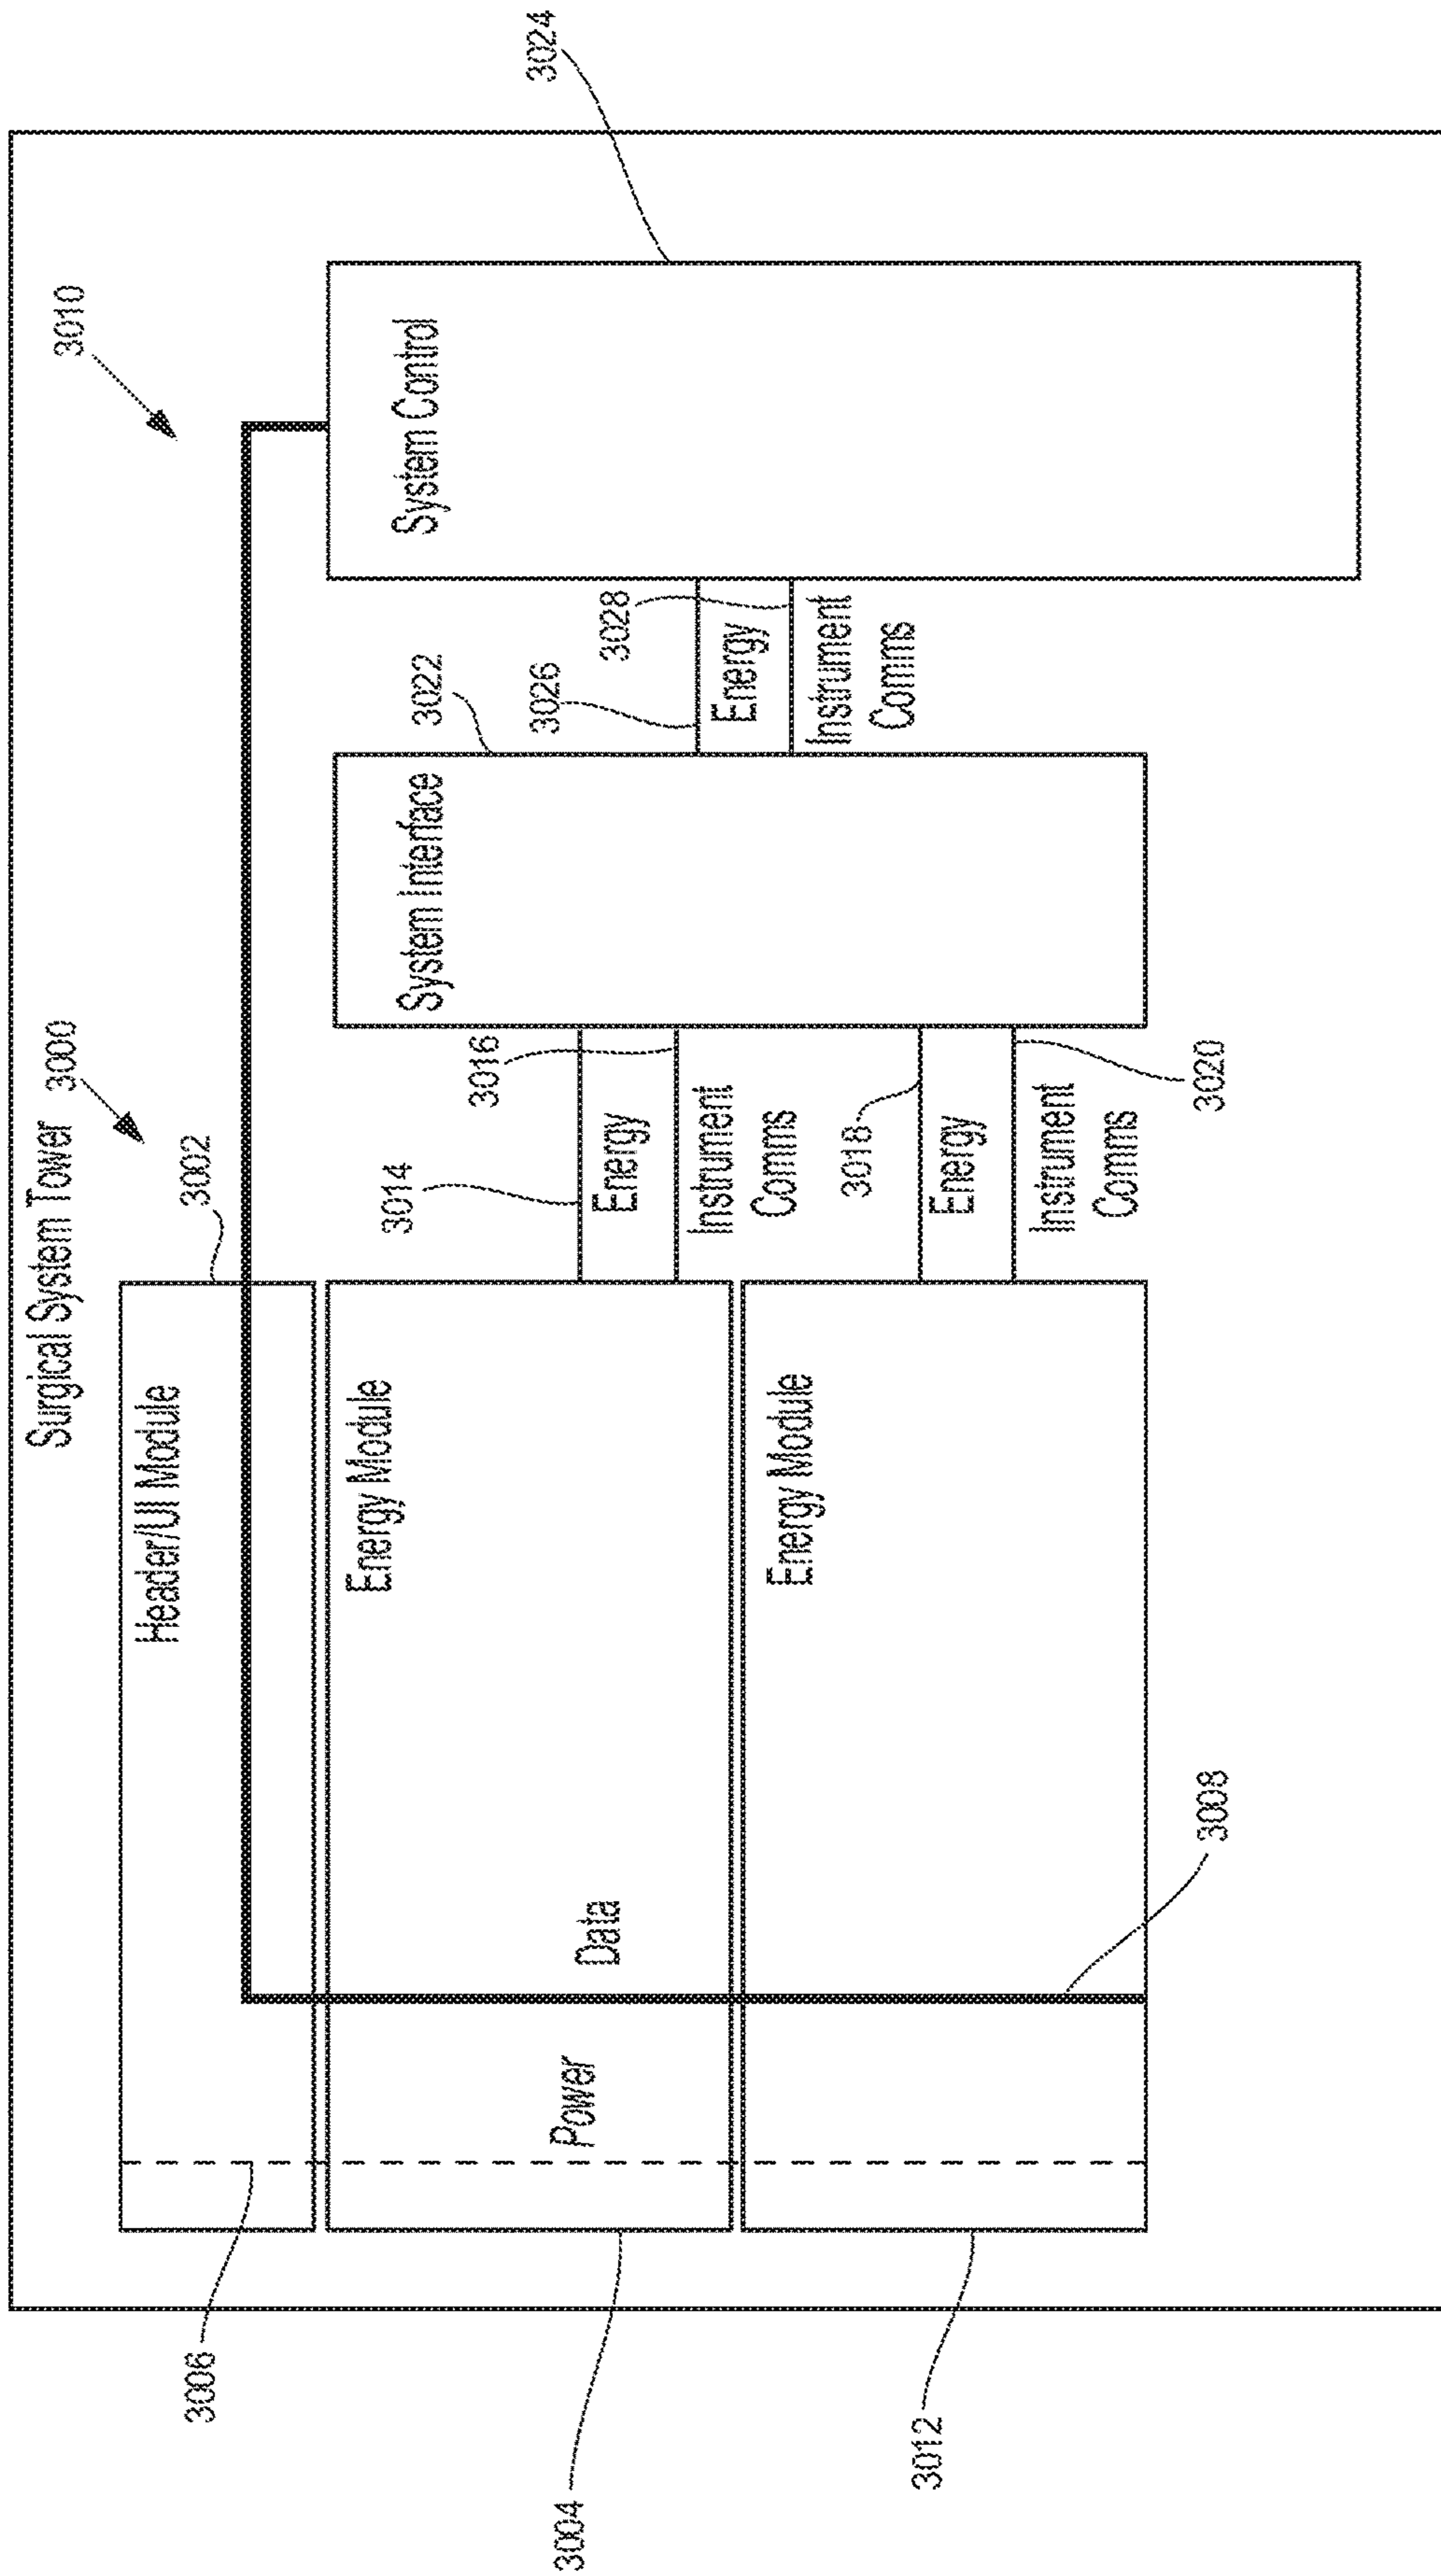 Surgical System Tower
3000
3010
3002
Header/UI Module
3006
Energy Module
3014
Energy
3016
Instrument
Comms
System Interface
3022
3026
Energy
3028
Instrument
Comms
System Control
3024
Power
Data
3004
Energy Module
3018
Energy
Instrument
Comms
3020
3012
3008